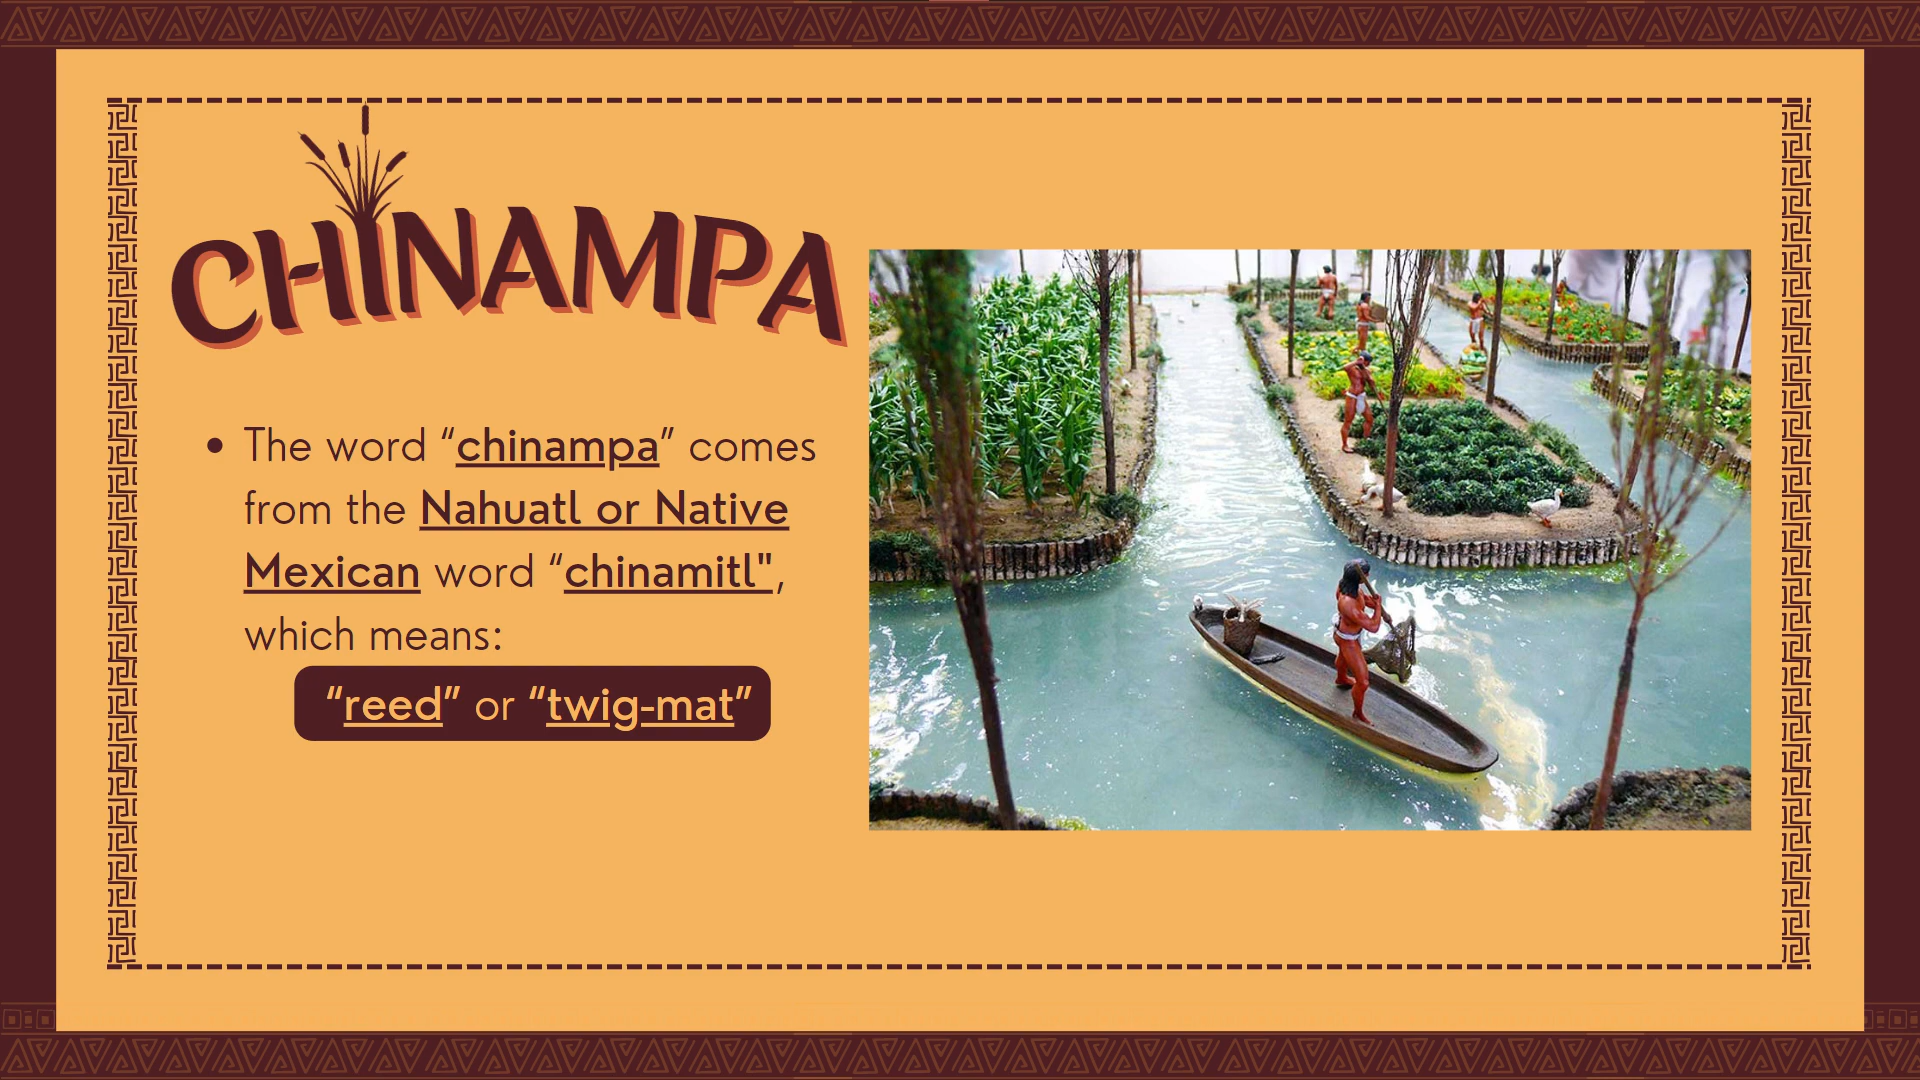 CHINAMPA
• The word “chinampa” comes
from the Nahuatl or Native
Mexican word “chinamitl",
which means:
“reed” or “twig-mat”